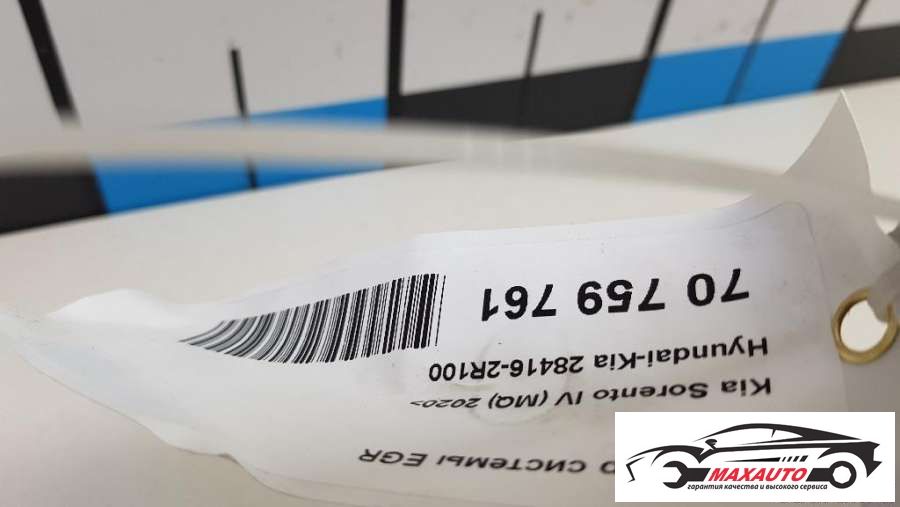 системы EGR
Kia Sorento IV (MQ) 2020>
Hyundai-Kia 28416-2R100
70 759 761
MAXAUTO
гарантия качества и высокого сервиса